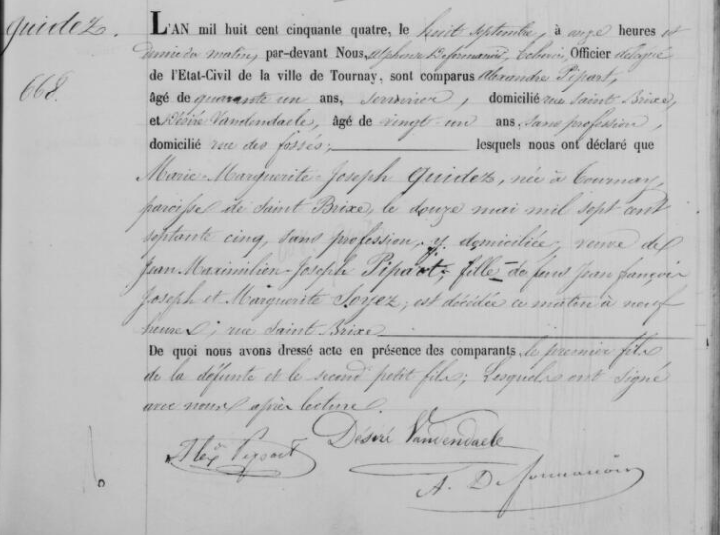 guidez.
668.
L'AN mil huit cent cinquante quatre, le huit septembre, à onze heures et
demie du matin, par-devant Nous, Alphonse Officier délégué
de l'Etat-Civil de la ville de Tournay, sont comparus Alexandre Pipart,
âgé de quarante un ans, serrurier, domicilié rue Saint Brixe,
et Désiré Vandendaele, âgé de vingt-un ans, sans profession,
domicilié rue des fossés; lesquels nous ont déclaré que
Marie-Marguerite-Joseph guidez, née à Tournay,
paroisse de Saint Brixe, le douze mai mil sept cent
septante cinq, sans profession, y domiciliée, veuve de
Jean Maximilien-Joseph Pipart; fille de feus Jean françois
Joseph et Marguerite Soyez; est décédée ce matin à neuf
heures, rue Saint-Brixe
De quoi nous avons dressé acte en présence des comparants le premier fils
de la défunte et le second petit fils; Lesquels ont signé
avec nous après lecture.
Alex Pipart
Désiré Vandendaele
A. D